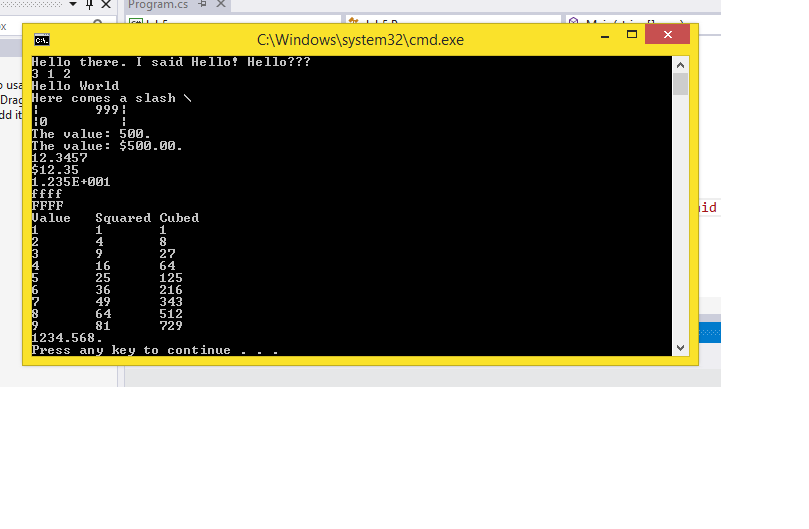 Program.cs
C:\Windows\system32\cmd.exe
C:\.
Hello there. I said Hello! Hello???
3 1 2
Hello World
Here comes a slash \
¦       999¦
¦0         ¦
The value: 500.
The value: $500.00.
12.3457
$12.35
1.235E+001
ffff
FFFF
Value   Squared Cubed
1       1       1
2       4       8
3       9       27
4       16      64
5       25      125
6       36      216
7       49      343
8       64      512
9       81      729
1234.568.
Press any key to continue . . .